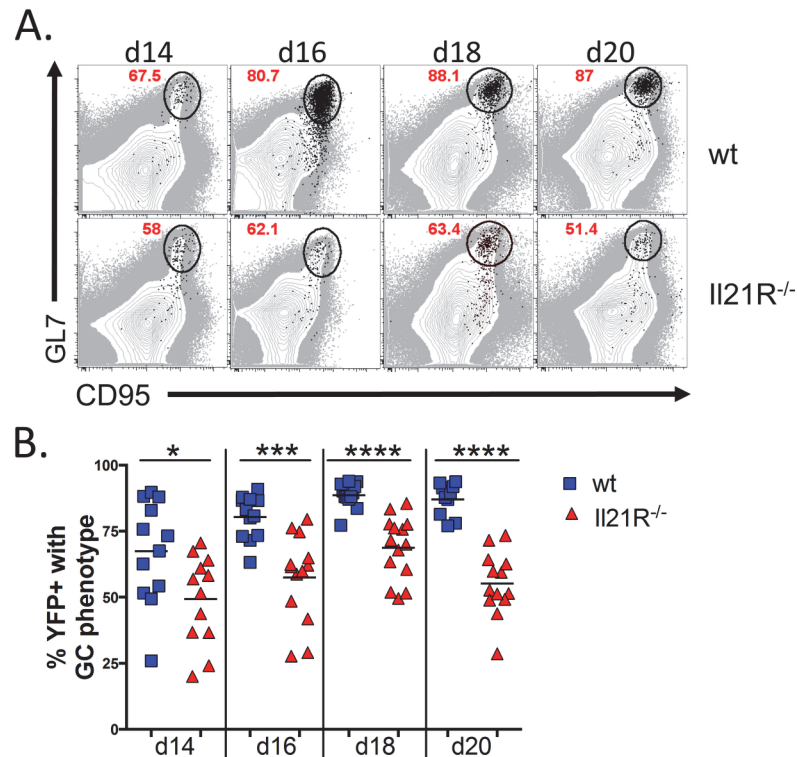 A.
d14 d16 d18 d20
67.5 80.7 88.1 87
wt
58 62.1 63.4 51.4
Il21R-/-
GL7
CD95
B.
* *** **** ****
100
75
50
25
0
% YFP+ with
GC phenotype
wt
Il21R-/-
d14 d16 d18 d20